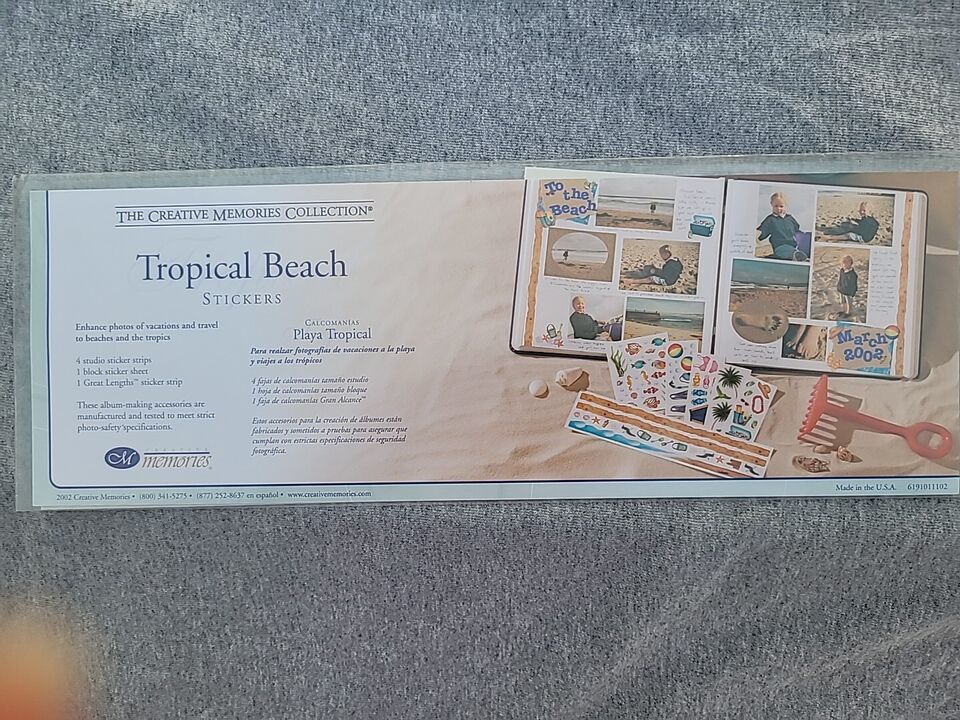 THE CREATIVE MEMORIES COLLECTION®
Tropical Beach
STICKERS
Enhance photos of vacations and travel
to beaches and the tropics
4 studio sticker strips
1 block sticker sheet
1 Great Lengths™ sticker strip
These album-making accessories are
manufactured and tested to meet strict
photo-safety specifications.
CM
memories®
CALCOMANÍAS
Playa Tropical
Para realzar fotografías de vacaciones a la playa
y viajes a los trópicos
4 fajas de calcomanías tamaño estudio
1 hoja de calcomanías tamaño bloque
1 faja de calcomanías Gran Alcance™
Estos accesorios para la creación de álbumes están
fabricados y sometidos a pruebas para asegurar que
cumplan con estrictas especificaciones de seguridad
fotográfica.
To
the
Beach
March
2002
2002 Creative Memories • (800) 341-5275 • (877) 252-8637 en español • www.creativememories.com
Made in the U.S.A. 6191011102